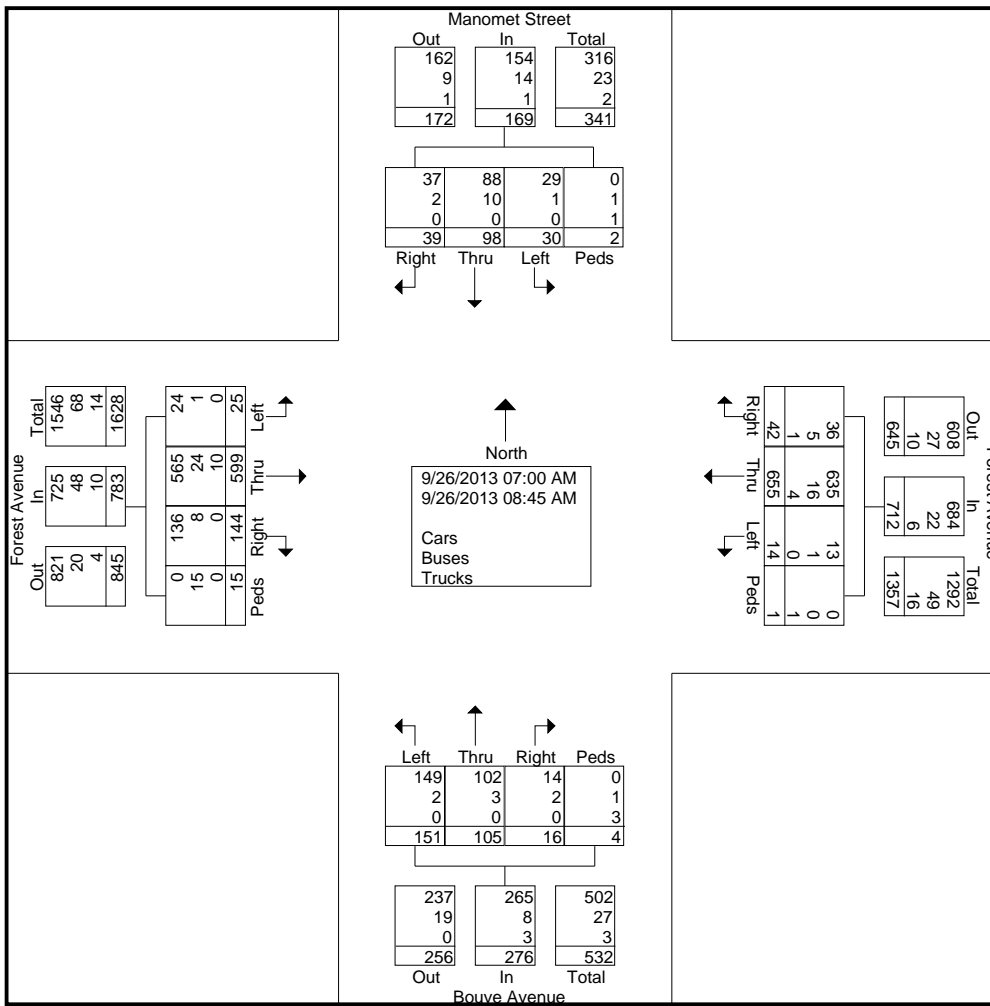 Manomet Street
Out In Total
162 154 316
9 14 23
1 1 2
172 169 341
37 88 29 0
2 10 1 1
0 0 0 1
39 98 30 2
Right Thru Left Peds
Forest Avenue
Total In Out
1546 725 821
68 48 20
14 10 4
1628 783 845
24 1 0 25
565 24 10 599
136 8 0 144
0 15 0 15
Left Thru Right Peds
North
9/26/2013 07:00 AM
9/26/2013 08:45 AM
Cars
Buses
Trucks
Right Thru Left Peds
36 5 1 42
635 16 4 655
13 1 0 14
0 0 1 1
Out In Total
608 27 10 645
684 22 6 712
1292 49 16 1357
Forest Avenue
Left Thru Right Peds
149 102 14 0
2 3 2 1
0 0 0 3
151 105 16 4
237 265 502
19 8 27
0 3 3
256 276 532
Out In Total
Bouve Avenue